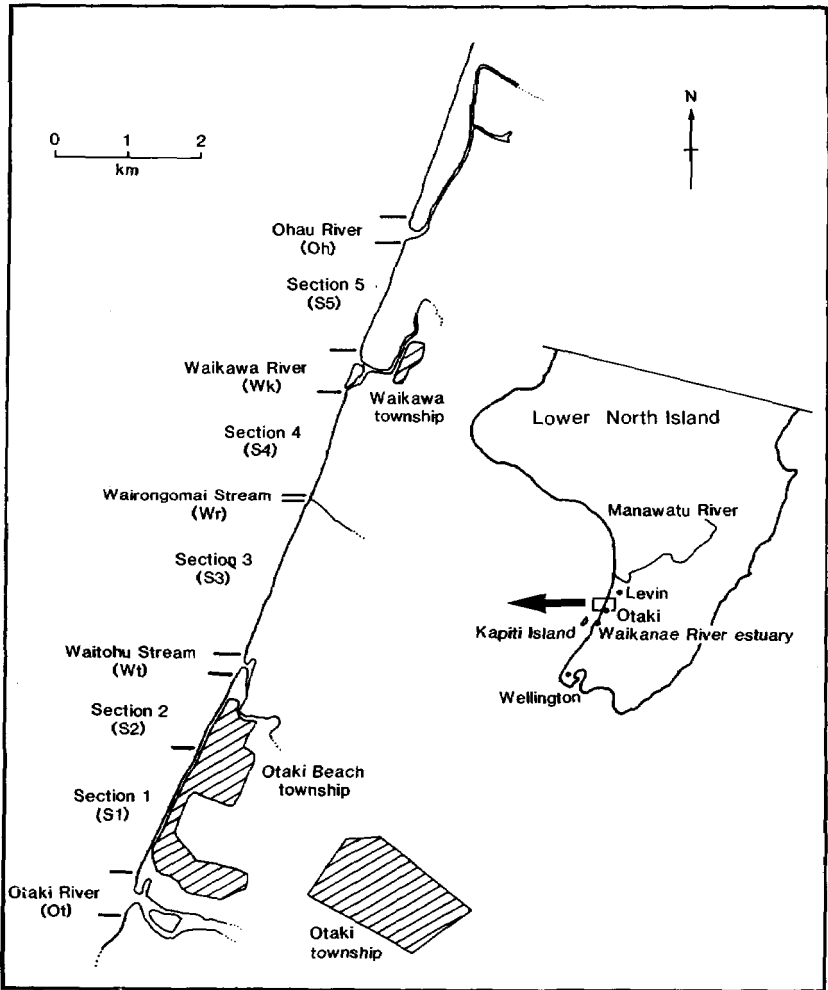 N
0 1 2
km
Ohau River
(Oh)
Section 5
(S5)
Waikawa River
(Wk)
Waikawa
township
Section 4
(S4)
Wairongomai Stream
(Wr)
Section 3
(S3)
Waitohu Stream
(Wt)
Section 2
(S2)
Otaki Beach
township
Section 1
(S1)
Otaki River
(Ot)
Otaki
township
Lower North Island
Manawatu River
Levin
Otaki
Kapiti Island
Waikanae River estuary
Wellington